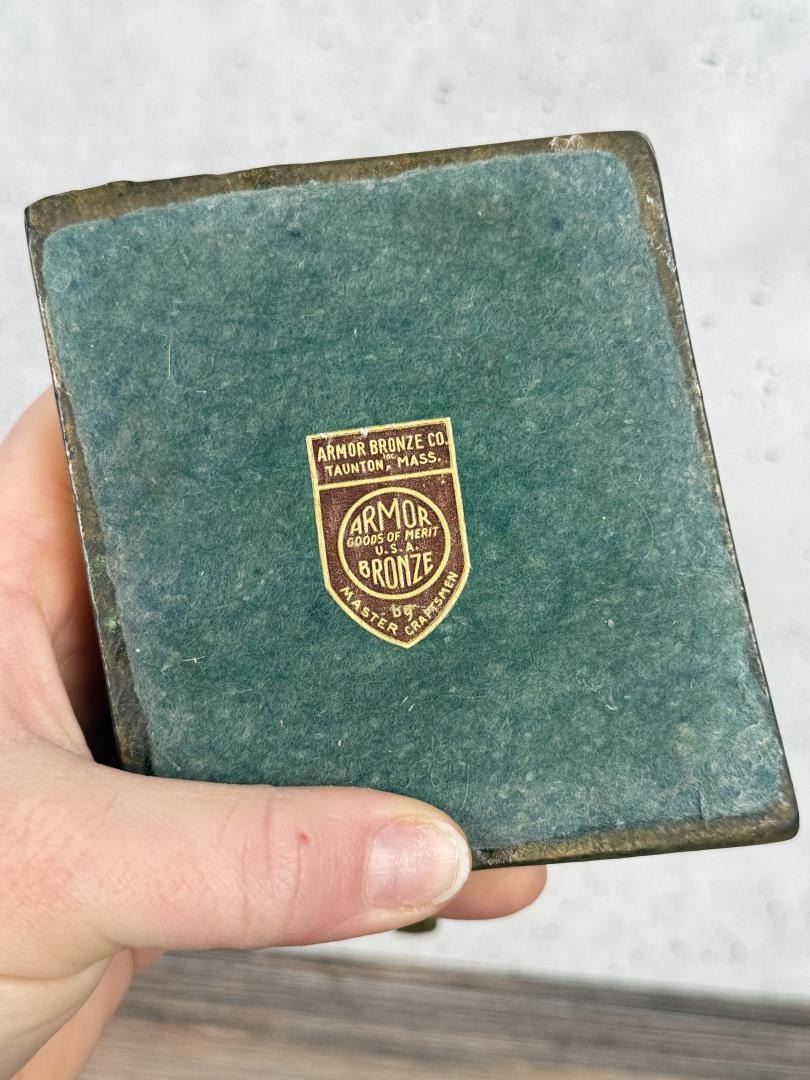 ARMOR BRONZE CO.
INC.
TAUNTON, MASS.
ARMOR
GOODS OF MERIT
U.S.A.
BRONZE
by
MASTER CRAFTSMEN